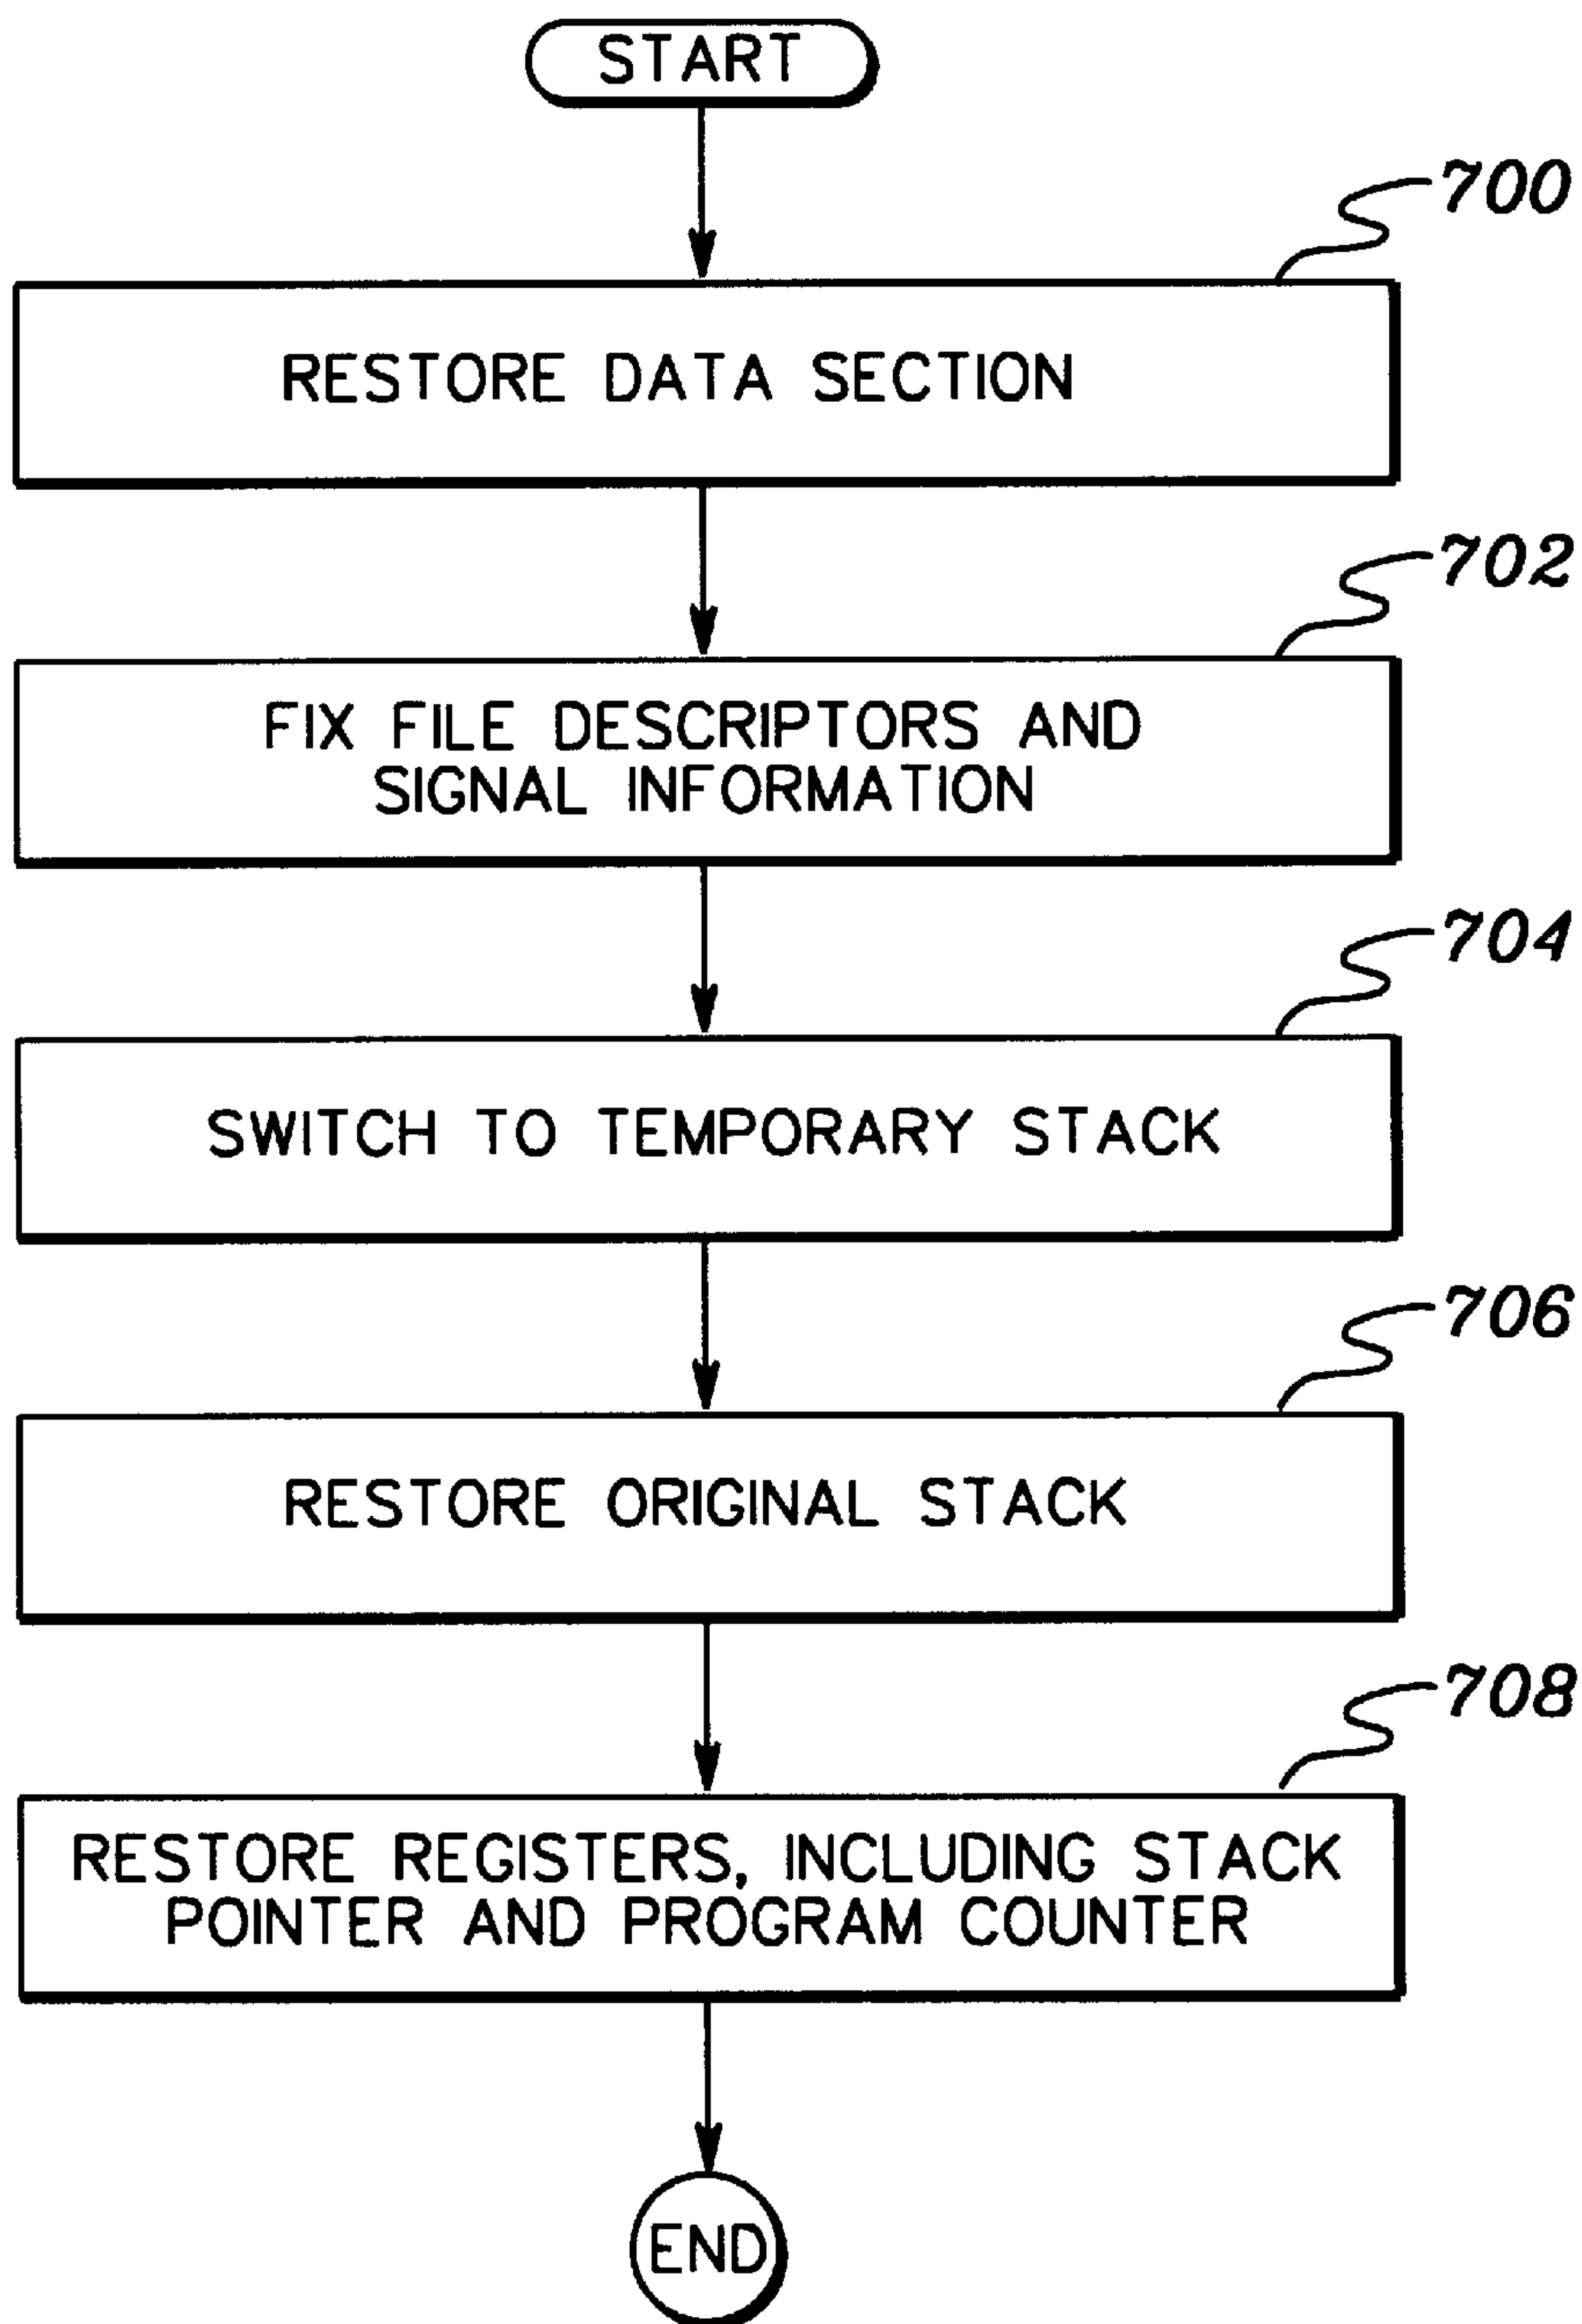 START
700
RESTORE DATA SECTION
702
FIX FILE DESCRIPTORS AND
SIGNAL INFORMATION
704
SWITCH TO TEMPORARY STACK
706
RESTORE ORIGINAL STACK
708
RESTORE REGISTERS, INCLUDING STACK
POINTER AND PROGRAM COUNTER
END